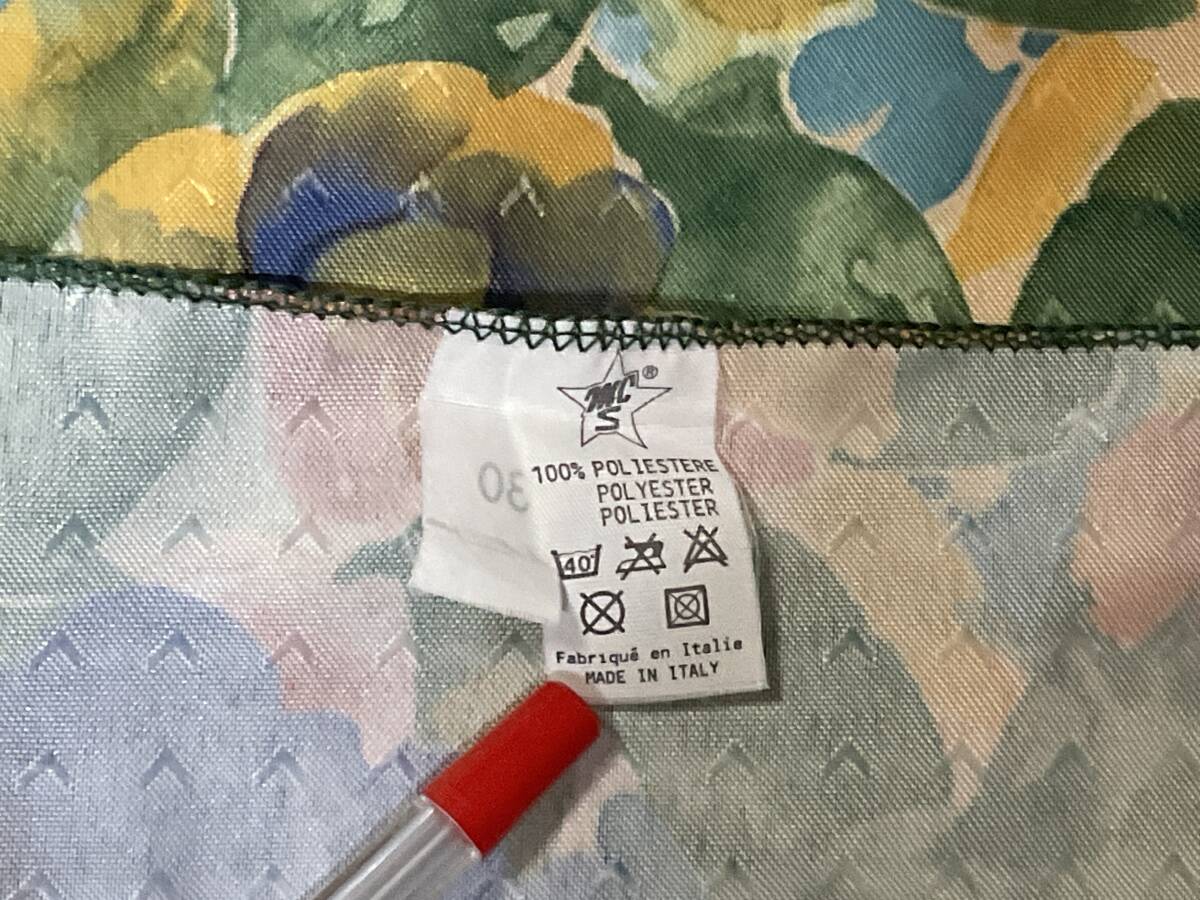 MC
S
®
100% POLIESTERE
POLYESTER
POLIESTER
40°
Fabriqué en Italie
MADE IN ITALY
30